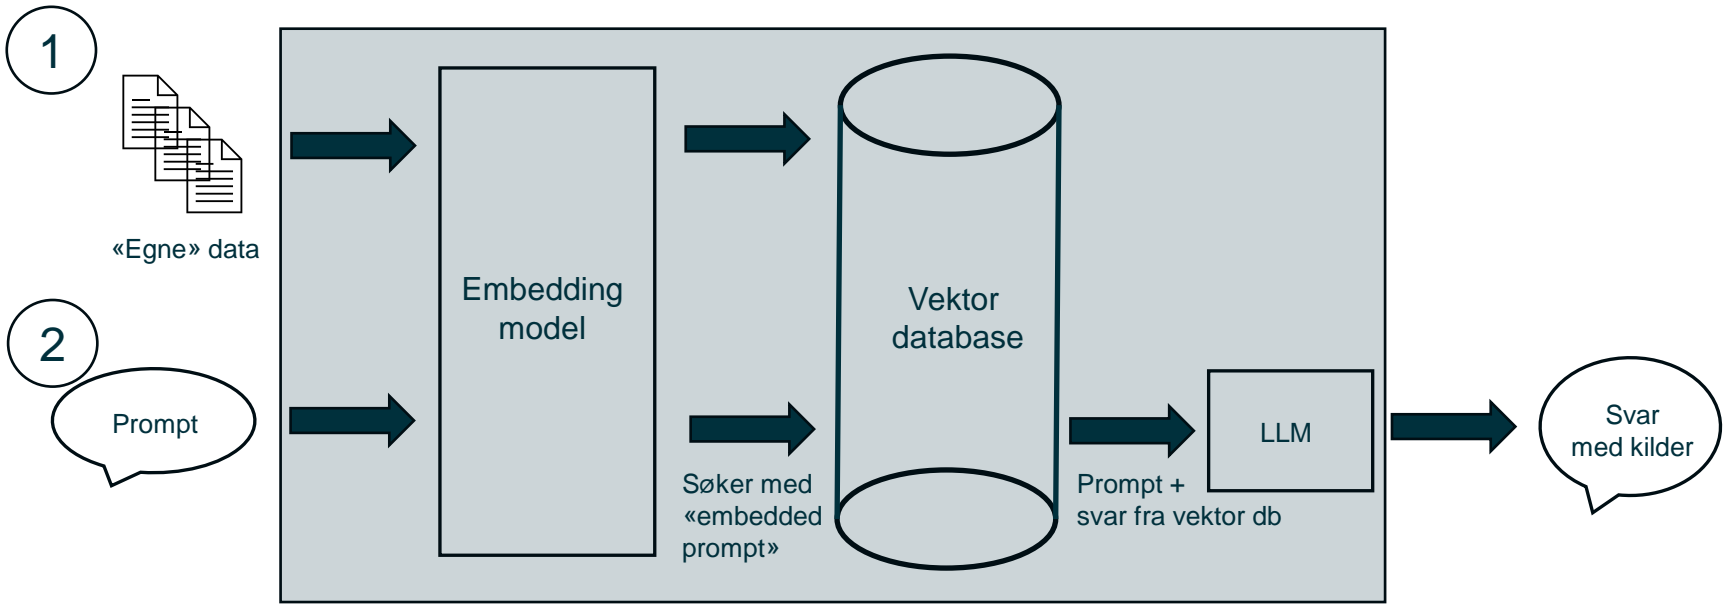 1
«Egne» data
2
Prompt
Embedding
model
Søker med
«embedded
prompt»
Vektor
database
Prompt +
svar fra vektor db
LLM
Svar
med kilder